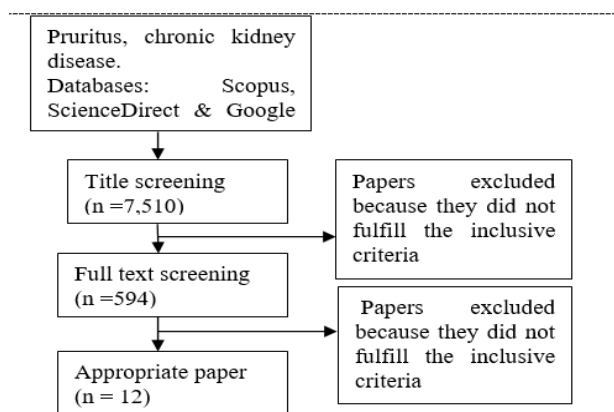 Pruritus, chronic kidney
disease.
Databases: Scopus,
ScienceDirect & Google
Title screening
(n =7,510)
Papers excluded
because they did not
fulfill the inclusive
criteria
Full text screening
(n =594)
Papers excluded
because they did not
fulfill the inclusive
criteria
Appropriate paper
(n = 12)